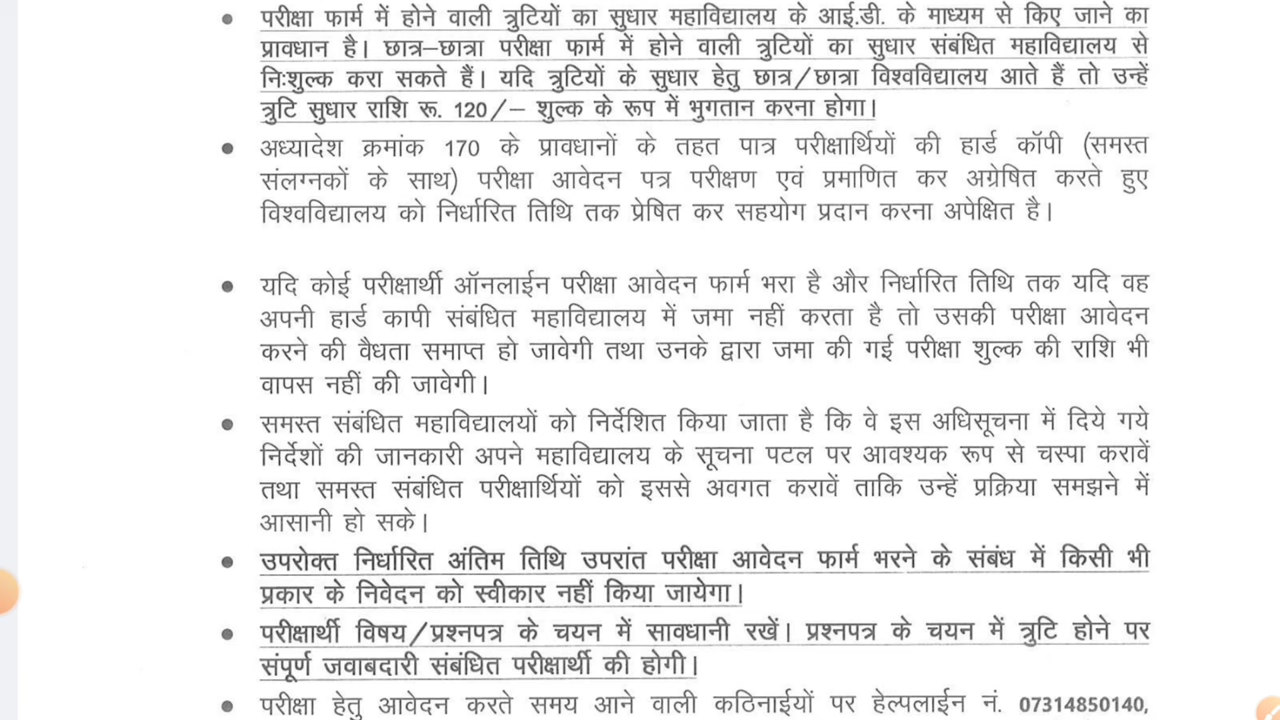 • परीक्षा फार्म में होने वाली त्रुटियों का सुधार महाविद्यालय के आई.डी. के माध्यम से किए जाने का
प्रावधान है। छात्र–छात्रा परीक्षा फार्म में होने वाली त्रुटियों का सुधार संबंधित महाविद्यालय से
निःशुल्क करा सकते हैं। यदि त्रुटियों के सुधार हेतु छात्र/छात्रा विश्वविद्यालय आते हैं तो उन्हें
त्रुटि सुधार राशि रू. 120/– शुल्क के रूप में भुगतान करना होगा।
• अध्यादेश क्रमांक 170 के प्रावधानों के तहत पात्र परीक्षार्थियों की हार्ड कॉपी (समस्त
संलग्नकों के साथ) परीक्षा आवेदन पत्र परीक्षण एवं प्रमाणित कर अग्रेषित करते हुए
विश्वविद्यालय को निर्धारित तिथि तक प्रेषित कर सहयोग प्रदान करना अपेक्षित है।
• यदि कोई परीक्षार्थी ऑनलाईन परीक्षा आवेदन फार्म भरा है और निर्धारित तिथि तक यदि वह
अपनी हार्ड कापी संबंधित महाविद्यालय में जमा नहीं करता है तो उसकी परीक्षा आवेदन
करने की वैधता समाप्त हो जावेगी तथा उनके द्वारा जमा की गई परीक्षा शुल्क की राशि भी
वापस नहीं की जावेगी।
• समस्त संबंधित महाविद्यालयों को निर्देशित किया जाता है कि वे इस अधिसूचना में दिये गये
निर्देशों की जानकारी अपने महाविद्यालय के सूचना पटल पर आवश्यक रूप से चस्पा करावें
तथा समस्त संबंधित परीक्षार्थियों को इससे अवगत करावें ताकि उन्हें प्रक्रिया समझने में
आसानी हो सके।
• उपरोक्त निर्धारित अंतिम तिथि उपरांत परीक्षा आवेदन फार्म भरने के संबंध में किसी भी
प्रकार के निवेदन को स्वीकार नहीं किया जायेगा।
• परीक्षार्थी विषय/प्रश्नपत्र के चयन में सावधानी रखें। प्रश्नपत्र के चयन में त्रुटि होने पर
संपूर्ण जवाबदारी संबंधित परीक्षार्थी की होगी।
• परीक्षा हेतु आवेदन करते समय आने वाली कठिनाईयों पर हेल्पलाईन नं. 07314850140,